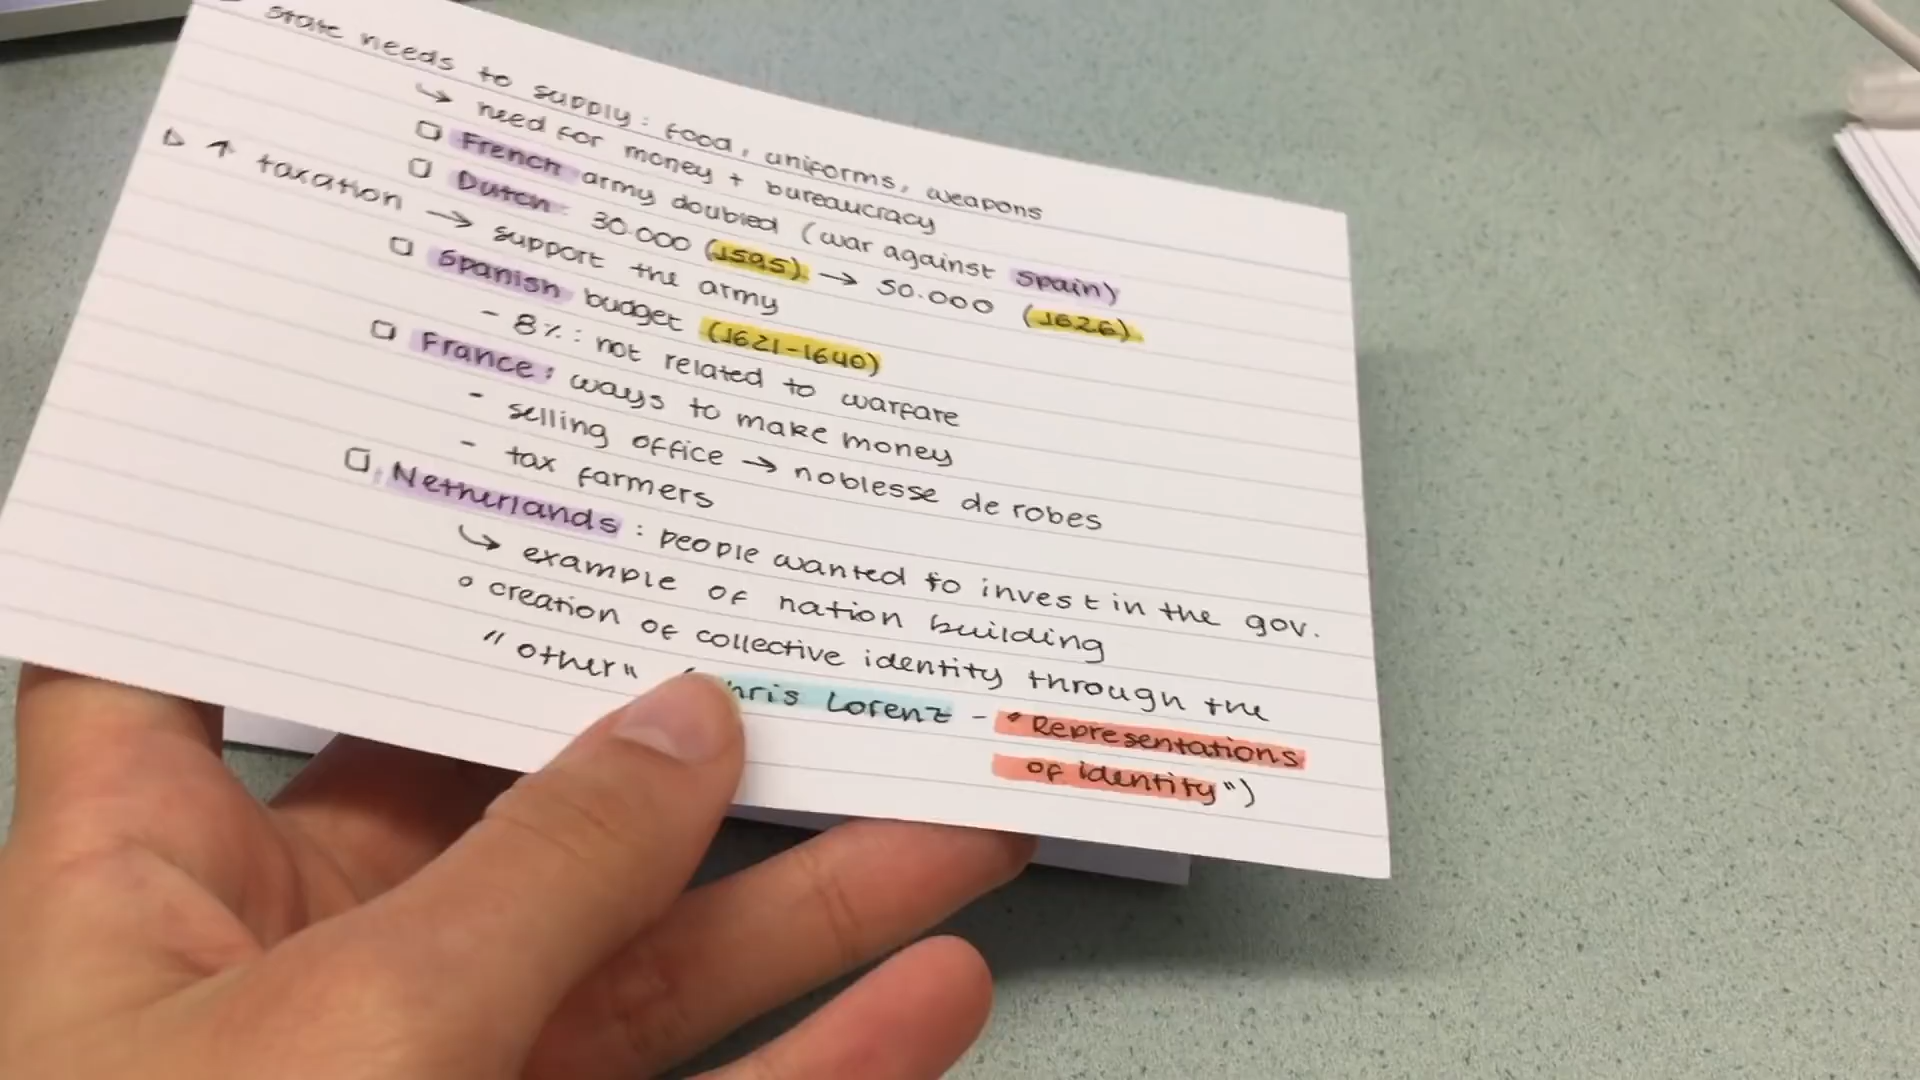 state needs to supply: food, uniforms, weapons
↳ need for money + bureaucracy
□ French army doubled (war against Spain)
□ Dutch: 30.000 (1595) → 50.000 (1626)
▷ ↑ taxation → support the army
□ Spanish budget (1621-1640)
- 8%: not related to warfare
□ France: ways to make money
- selling office → noblesse de robes
- tax farmers
□ Netherlands: people wanted to invest in the gov.
↳ example of nation building
° creation of collective identity through the
"other" Lorenz - "Representations
of identity")